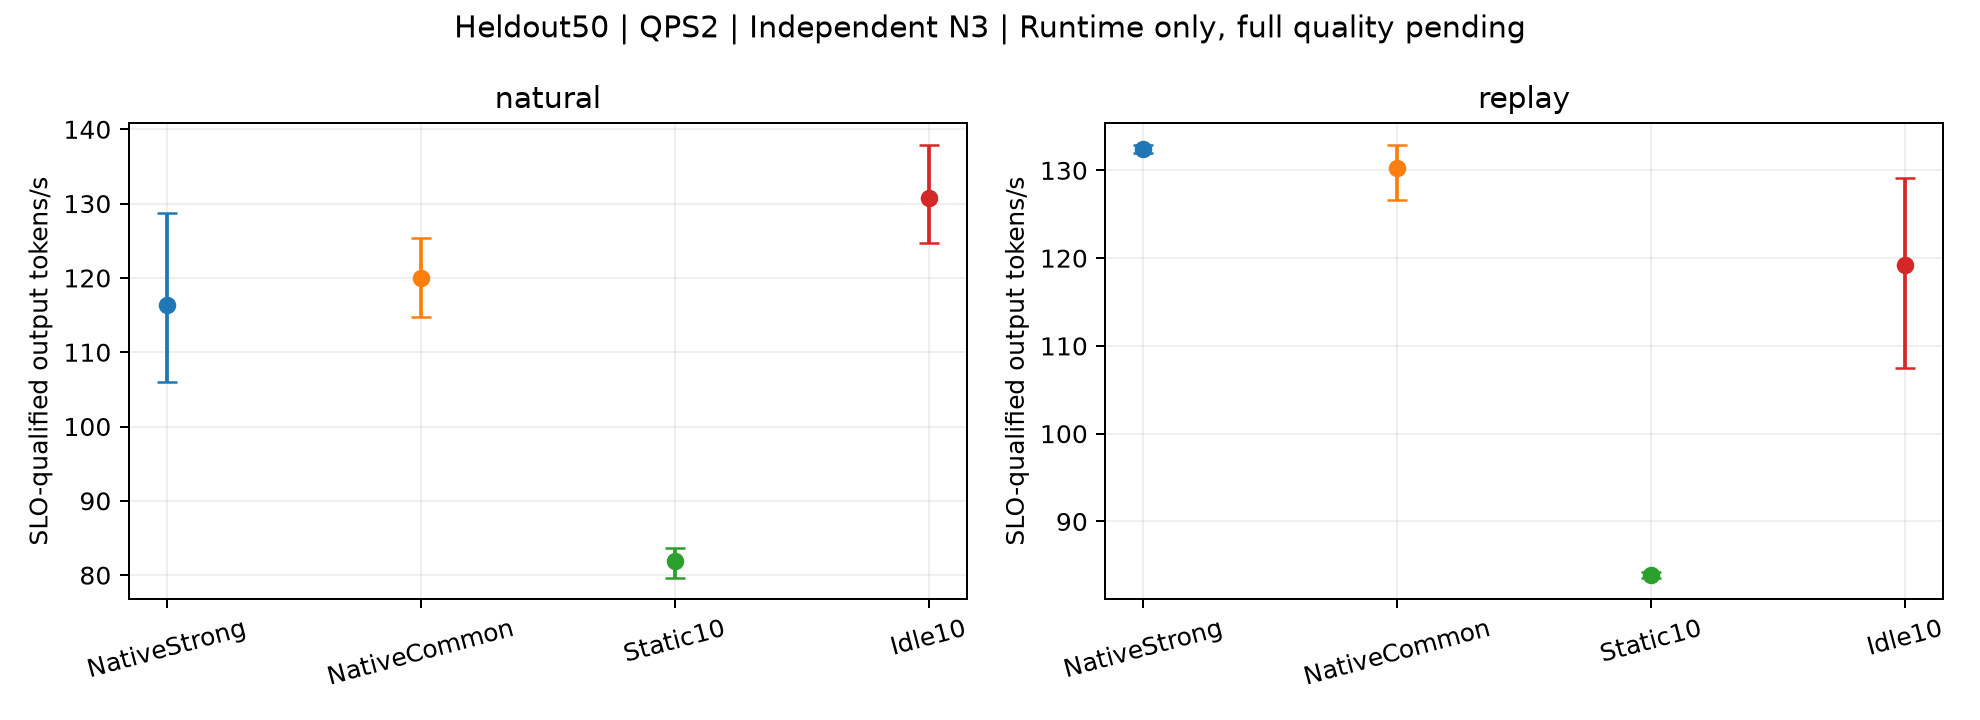 Heldout50 | QPS2 | Independent N3 | Runtime only, full quality pending
natural
SLO-qualified output tokens/s
140
130
120
110
100
90
80
NativeStrong
NativeCommon
Static10
Idle10
replay
SLO-qualified output tokens/s
130
120
110
100
90
NativeStrong
NativeCommon
Static10
Idle10